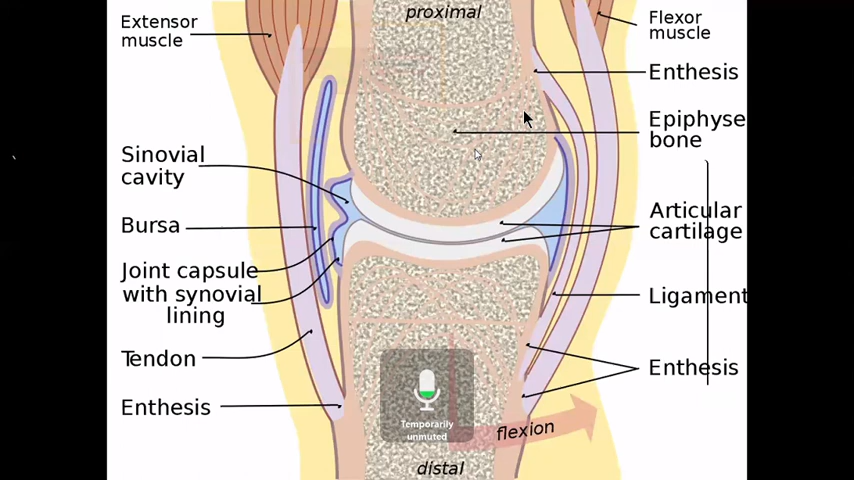 proximal
Extensor
muscle
Flexor
muscle
Enthesis
Epiphyse
bone
Sinovial
cavity
Bursa
Articular
cartilage
Joint capsule
with synovial
lining
Ligament
Tendon
Enthesis
Enthesis
Temporarily
unmuted
flexion
distal